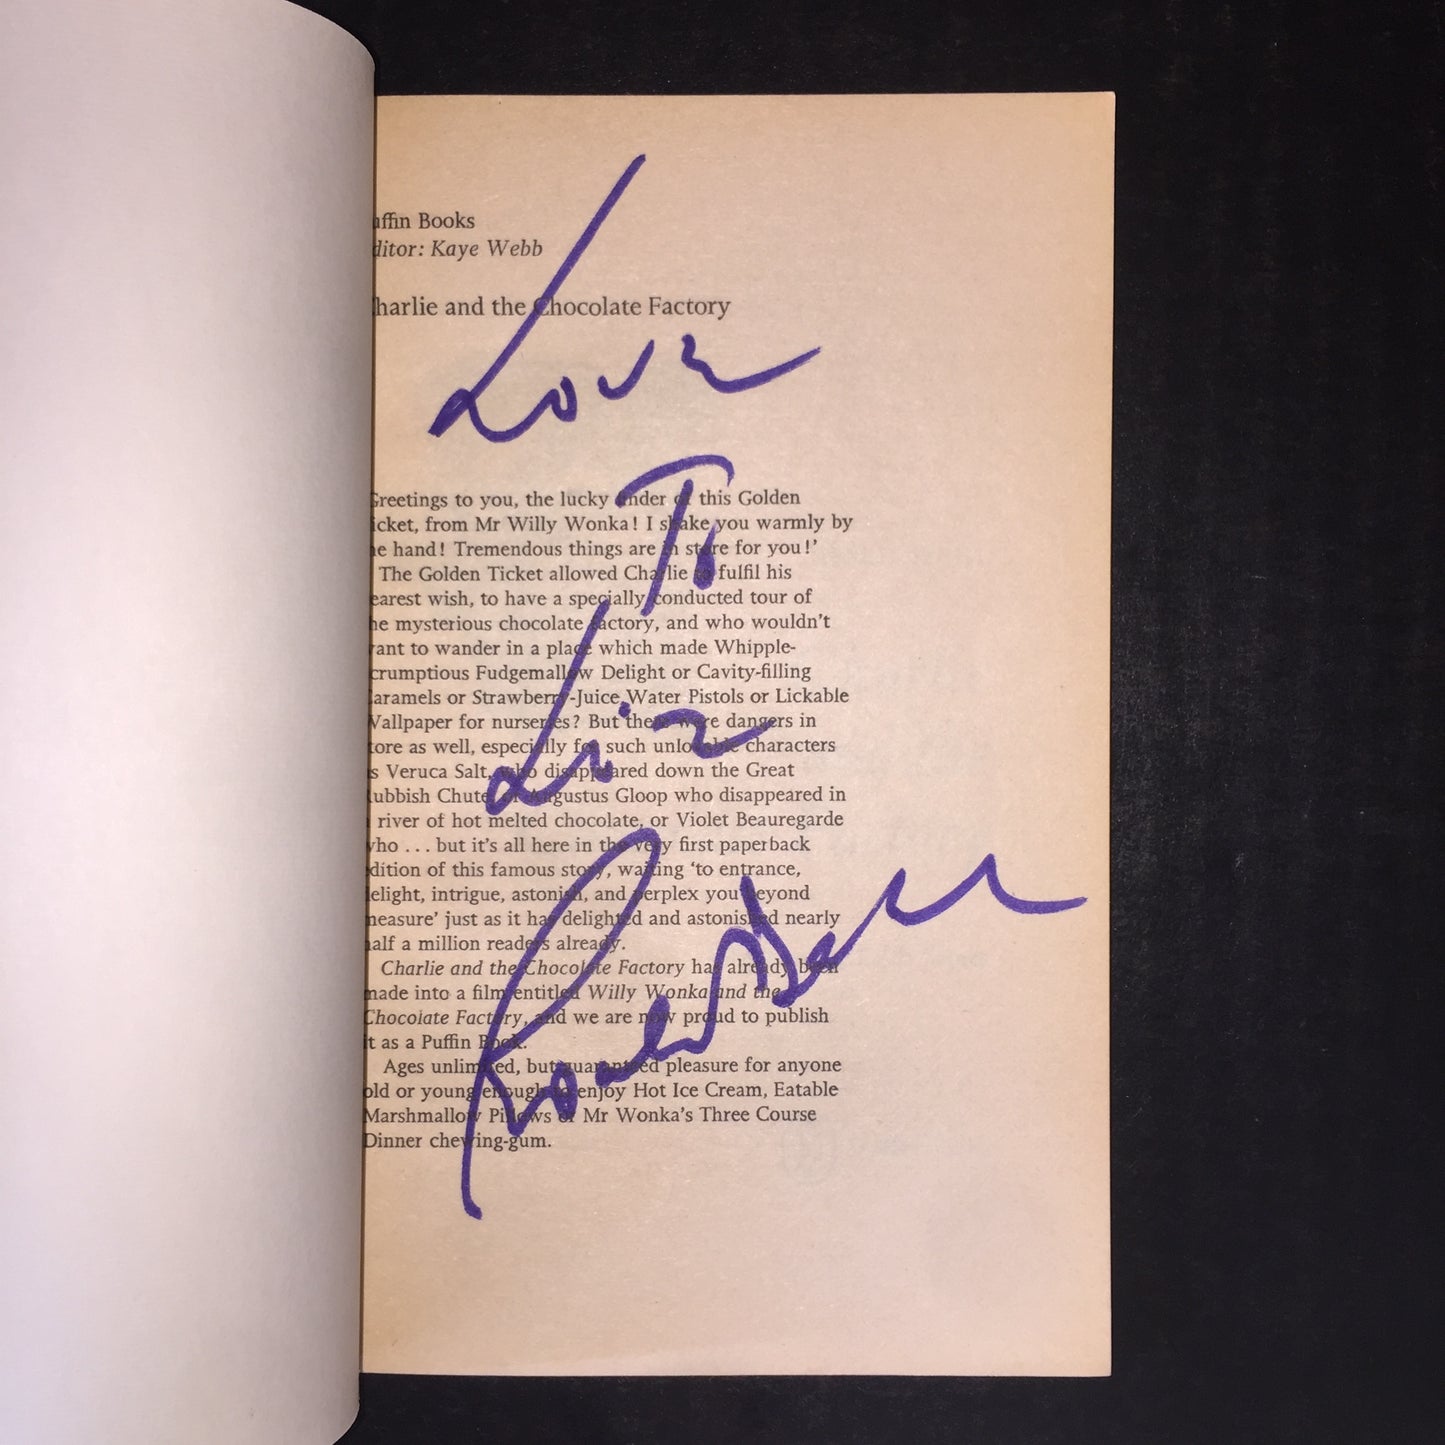 uffin Books
ditor: Kaye Webb
harlie and the Chocolate Factory
Love
To
Liz
Roald Dahl
Greetings to you, the lucky finder of this Golden
icket, from Mr Willy Wonka! I shake you warmly by
he hand! Tremendous things are in store for you!’
The Golden Ticket allowed Charlie to fulfil his
earest wish, to have a specially conducted tour of
he mysterious chocolate factory, and who wouldn't
ant to wander in a place which made Whipple-
crumptious Fudgemallow Delight or Cavity-filling
aramels or Strawberry-Juice Water Pistols or Lickable
Wallpaper for nurseries? But there were dangers in
tore as well, especially for such unlovable characters
s Veruca Salt, who disappeared down the Great
ubbish Chute, or Augustus Gloop who disappeared in
river of hot melted chocolate, or Violet Beauregarde
who ... but it's all here in the very first paperback
dition of this famous story, waiting ‘to entrance,
elight, intrigue, astonish, and perplex you beyond
measure’ just as it has delighted and astonished nearly
alf a million readers already.
Charlie and the Chocolate Factory has already been
made into a film entitled Willy Wonka and the
Chocolate Factory, and we are now proud to publish
it as a Puffin Book.
Ages unlimited, but guaranteed pleasure for anyone
old or young enough to enjoy Hot Ice Cream, Eatable
Marshmallow Pillows or Mr Wonka's Three Course
Dinner chewing-gum.